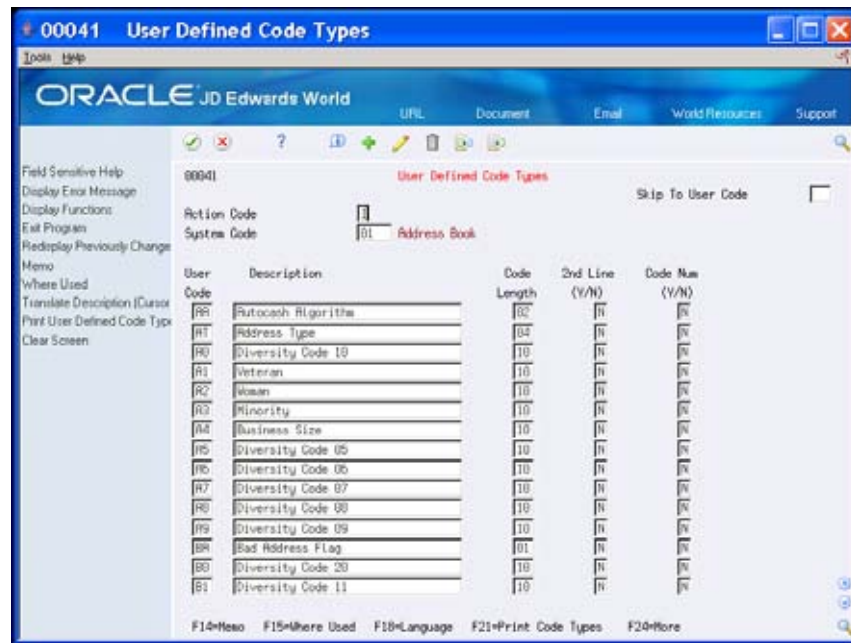 00041 User Defined Code Types
Tools Help
ORACLE JD Edwards World
URL Document Email World Resources Support
Field Sensitive Help
Display Error Message
Display Functions
Exit Program
Redisplay Previously Change
Memo
Where Used
Translate Description (Cursor
Print User Defined Code Type
Clear Screen
00041 User Defined Code Types
Skip To User Code
Action Code I
System Code 01 Address Book
User Description Code 2nd Line Code Num
Code Length (Y/N) (Y/N)
AA Autocash Algorithm 02 N N
AT Address Type 04 N N
A0 Diversity Code 10 10 N N
A1 Veteran 10 N N
A2 Woman 10 N N
A3 Minority 10 N N
A4 Business Size 10 N N
A5 Diversity Code 05 10 N N
A6 Diversity Code 06 10 N N
A7 Diversity Code 07 10 N N
A8 Diversity Code 08 10 N N
A9 Diversity Code 09 10 N N
BA Bad Address Flag 01 N N
B0 Diversity Code 20 10 N N
B1 Diversity Code 11 10 N N
F14=Memo F15=Where Used F18=Language F21=Print Code Types F24=More